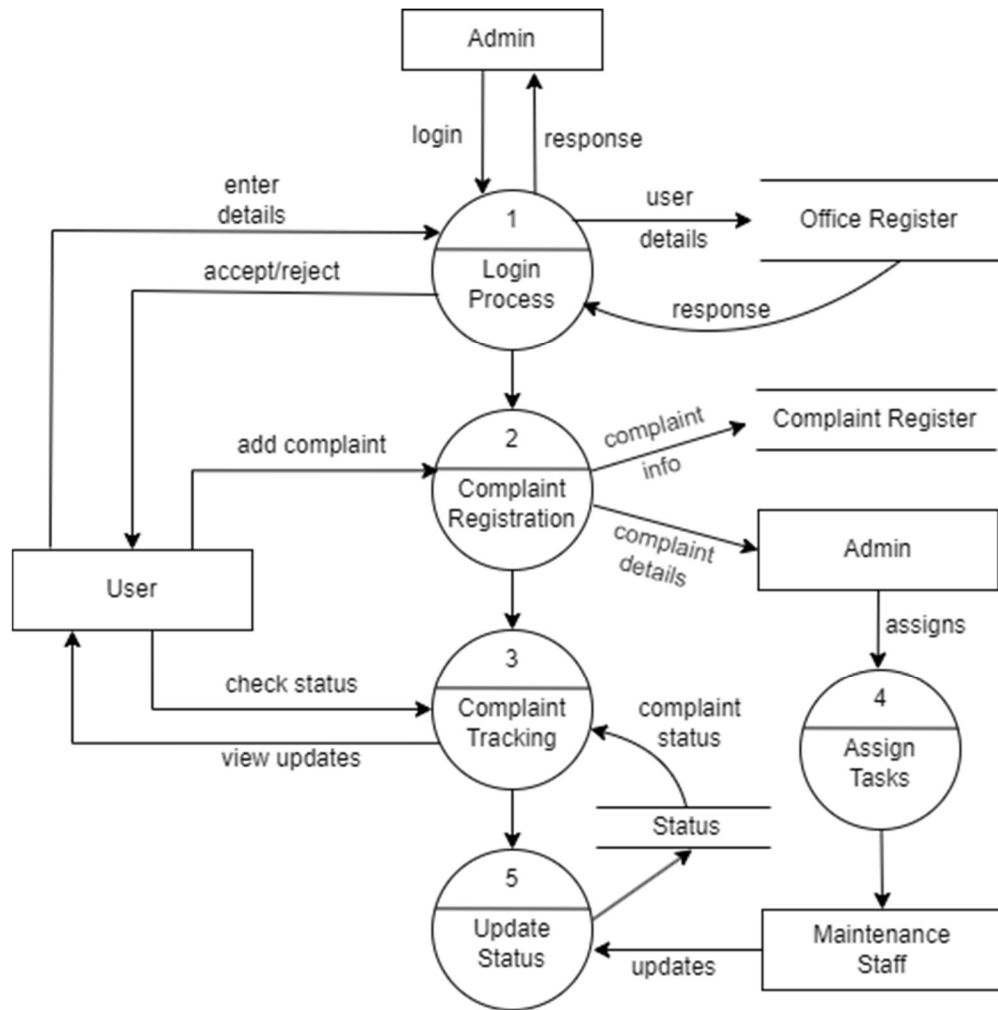 Admin
login
response
enter
details
1
user
details
Office Register
accept/reject
Login
Process
response
add complaint
2
complaint
info
Complaint Register
Complaint
Registration
complaint
details
Admin
User
assigns
check status
3
complaint
status
4
Complaint
Tracking
Assign
Tasks
view updates
Status
5
Update
Status
updates
Maintenance
Staff